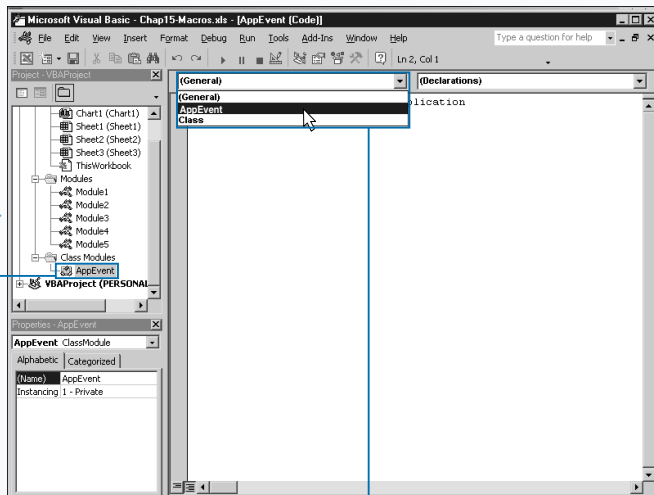 Microsoft Visual Basic - Chap15-Macros.xls - [AppEvent (Code)]
File Edit View Insert Format Debug Run Tools Add-Ins Window Help Type a question for help
Ln 2, Col 1
Project - VBAProject
(General) (Declarations)
(General)
AppEvent
Class
plication
Chart1 (Chart1)
Sheet1 (Sheet1)
Sheet2 (Sheet2)
Sheet3 (Sheet3)
ThisWorkbook
Modules
Module1
Module2
Module3
Module4
Module5
Class Modules
AppEvent
VBAProject (PERSONAL
Properties - AppEvent
AppEvent ClassModule
Alphabetic Categorized
(Name) AppEvent
Instancing 1 - Private